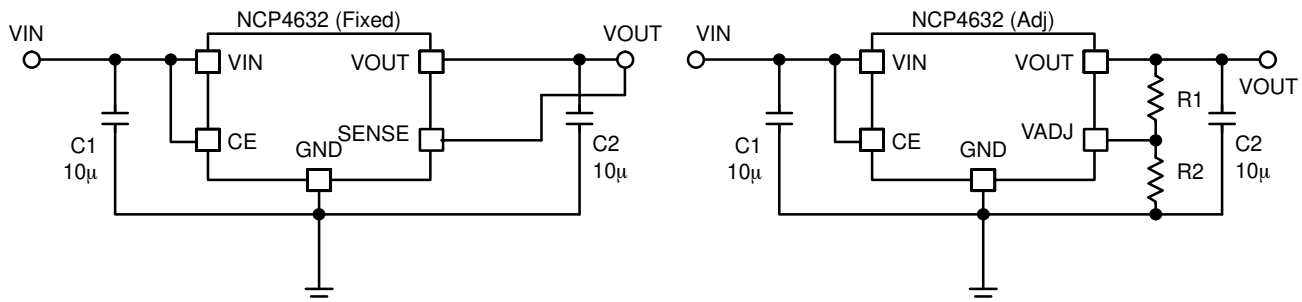 NCP4632 (Fixed)
VIN
VOUT
VIN
VOUT
SENSE
CE
GND
C1
10μ
C2
10μ
NCP4632 (Adj)
VIN
VOUT
VIN
VOUT
R1
VADJ
CE
GND
R2
C1
10μ
C2
10μ